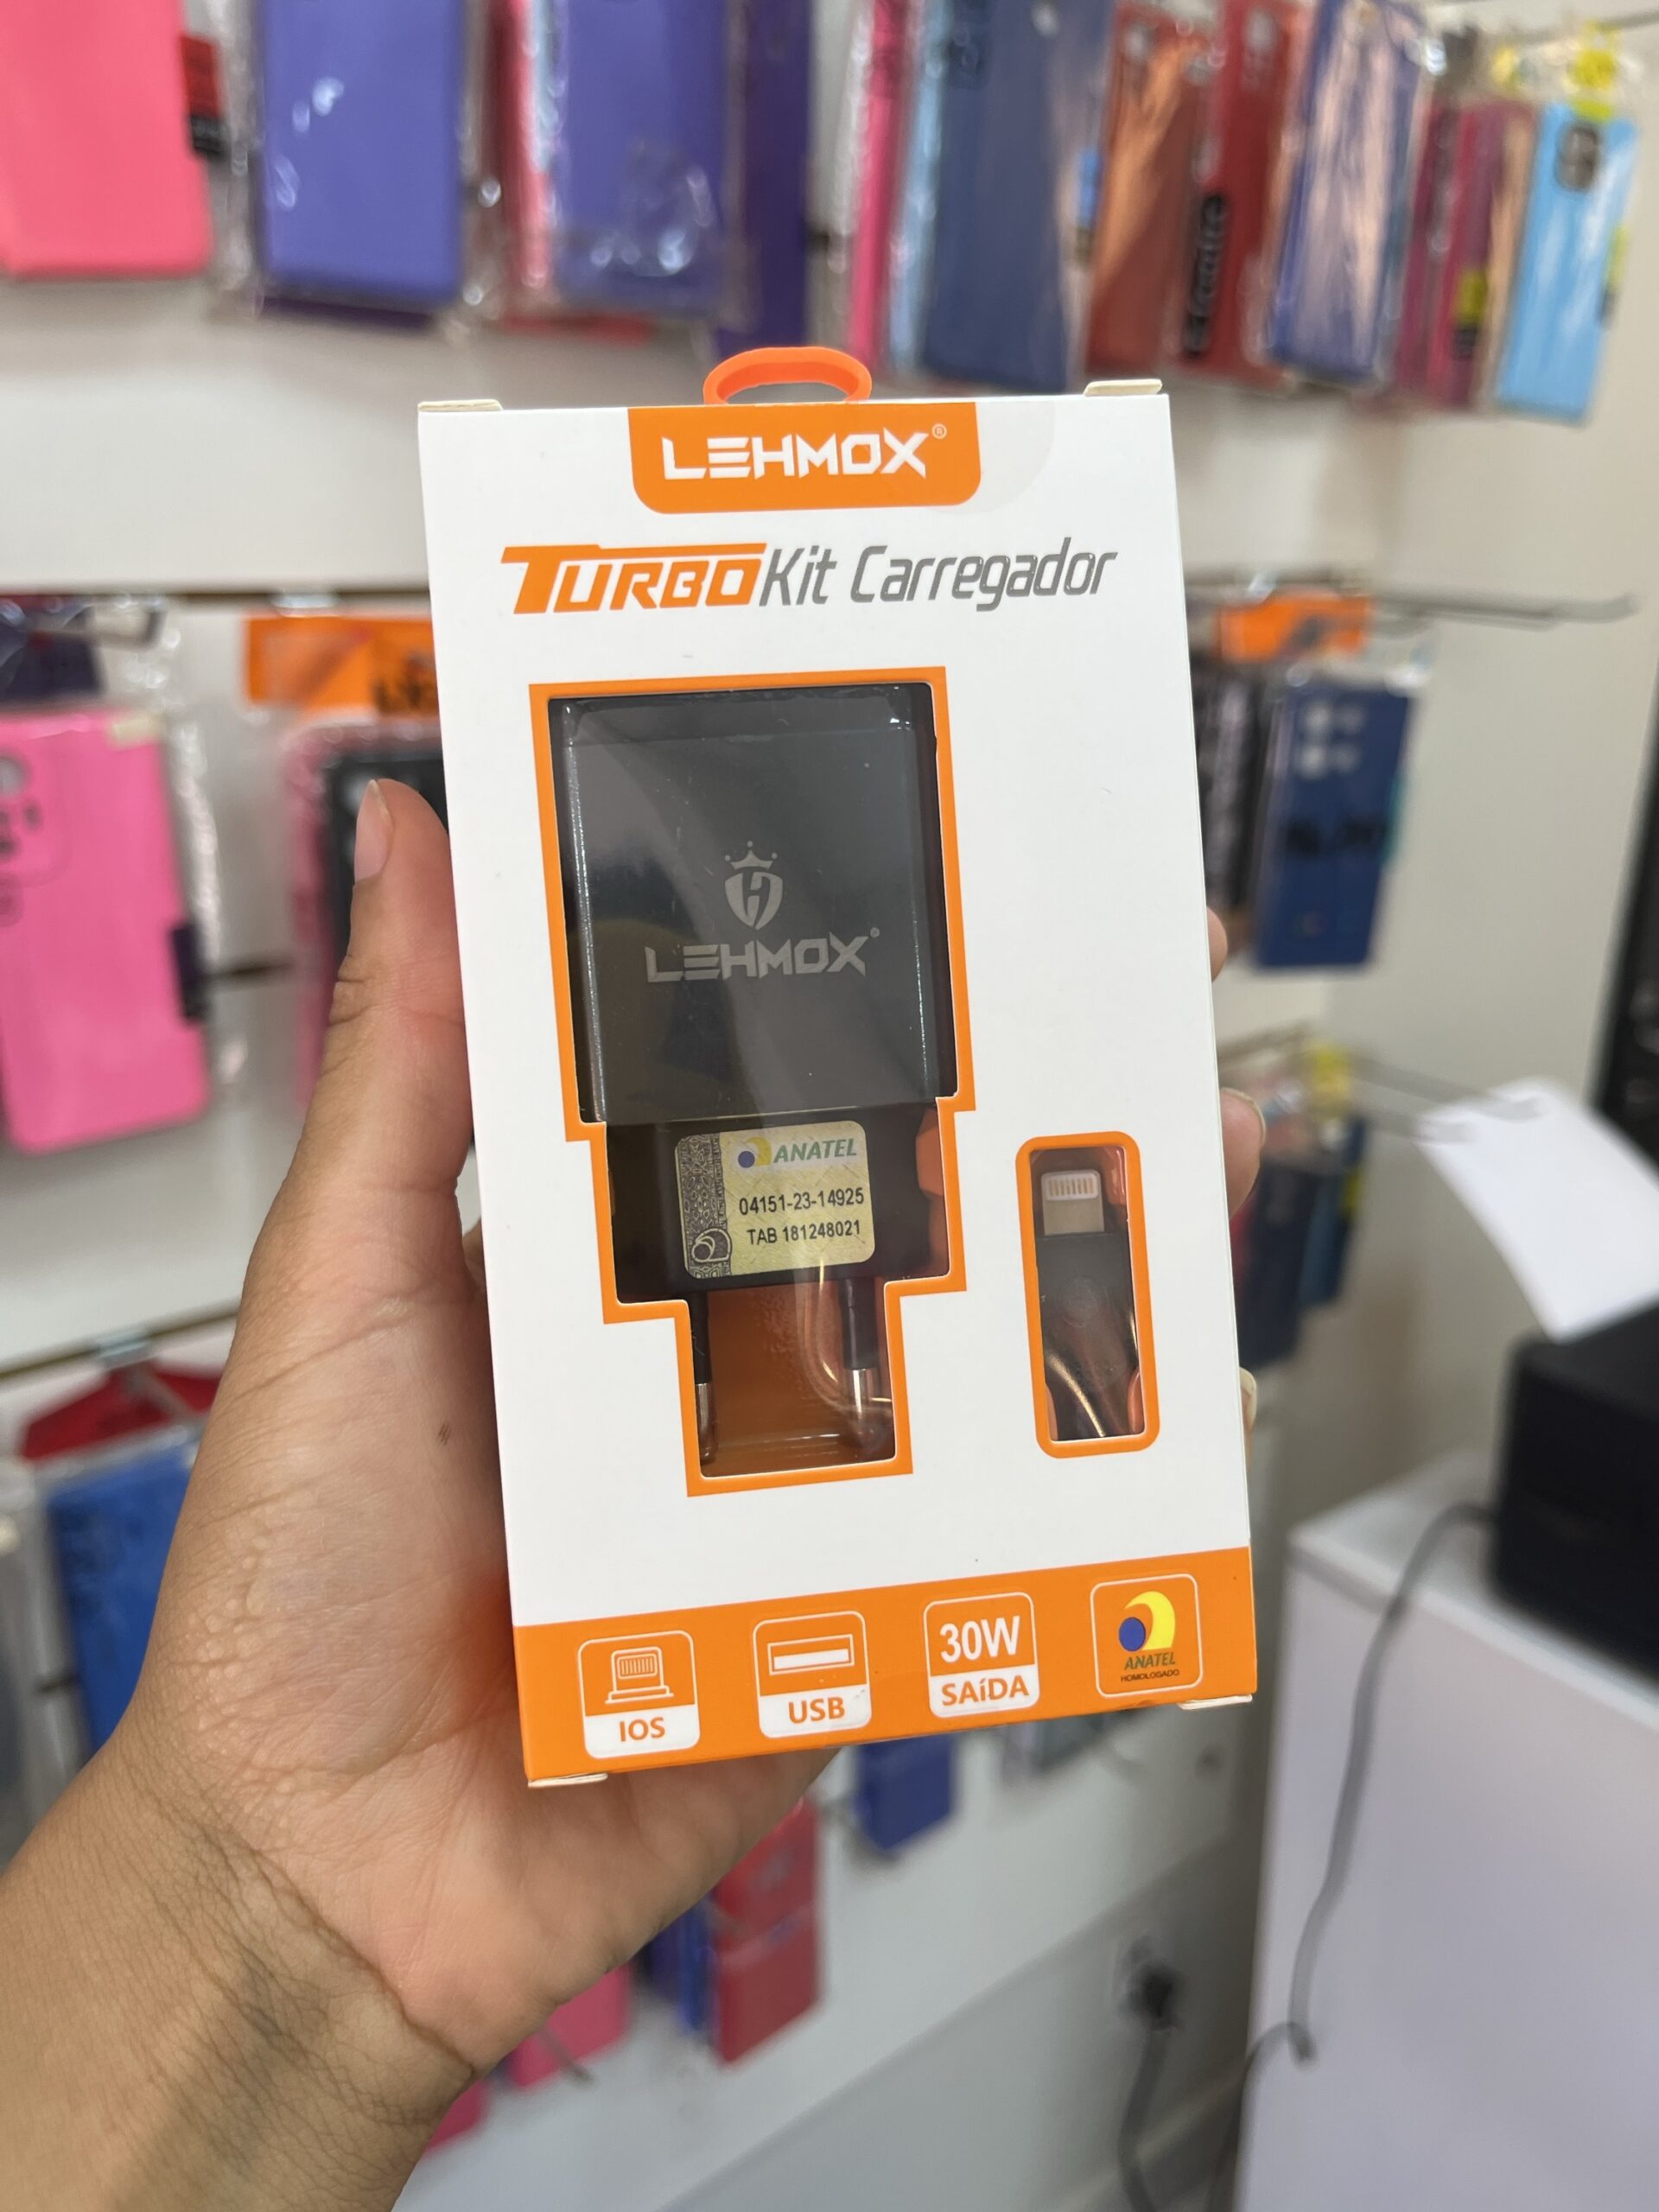 LEHMOX®
TURBO Kit Carregador
LEHMOX®
ANATEL
04151-23-14925
TAB 181248021
IOS
USB
30W
SAíDA
ANATEL
HOMOLOGADO